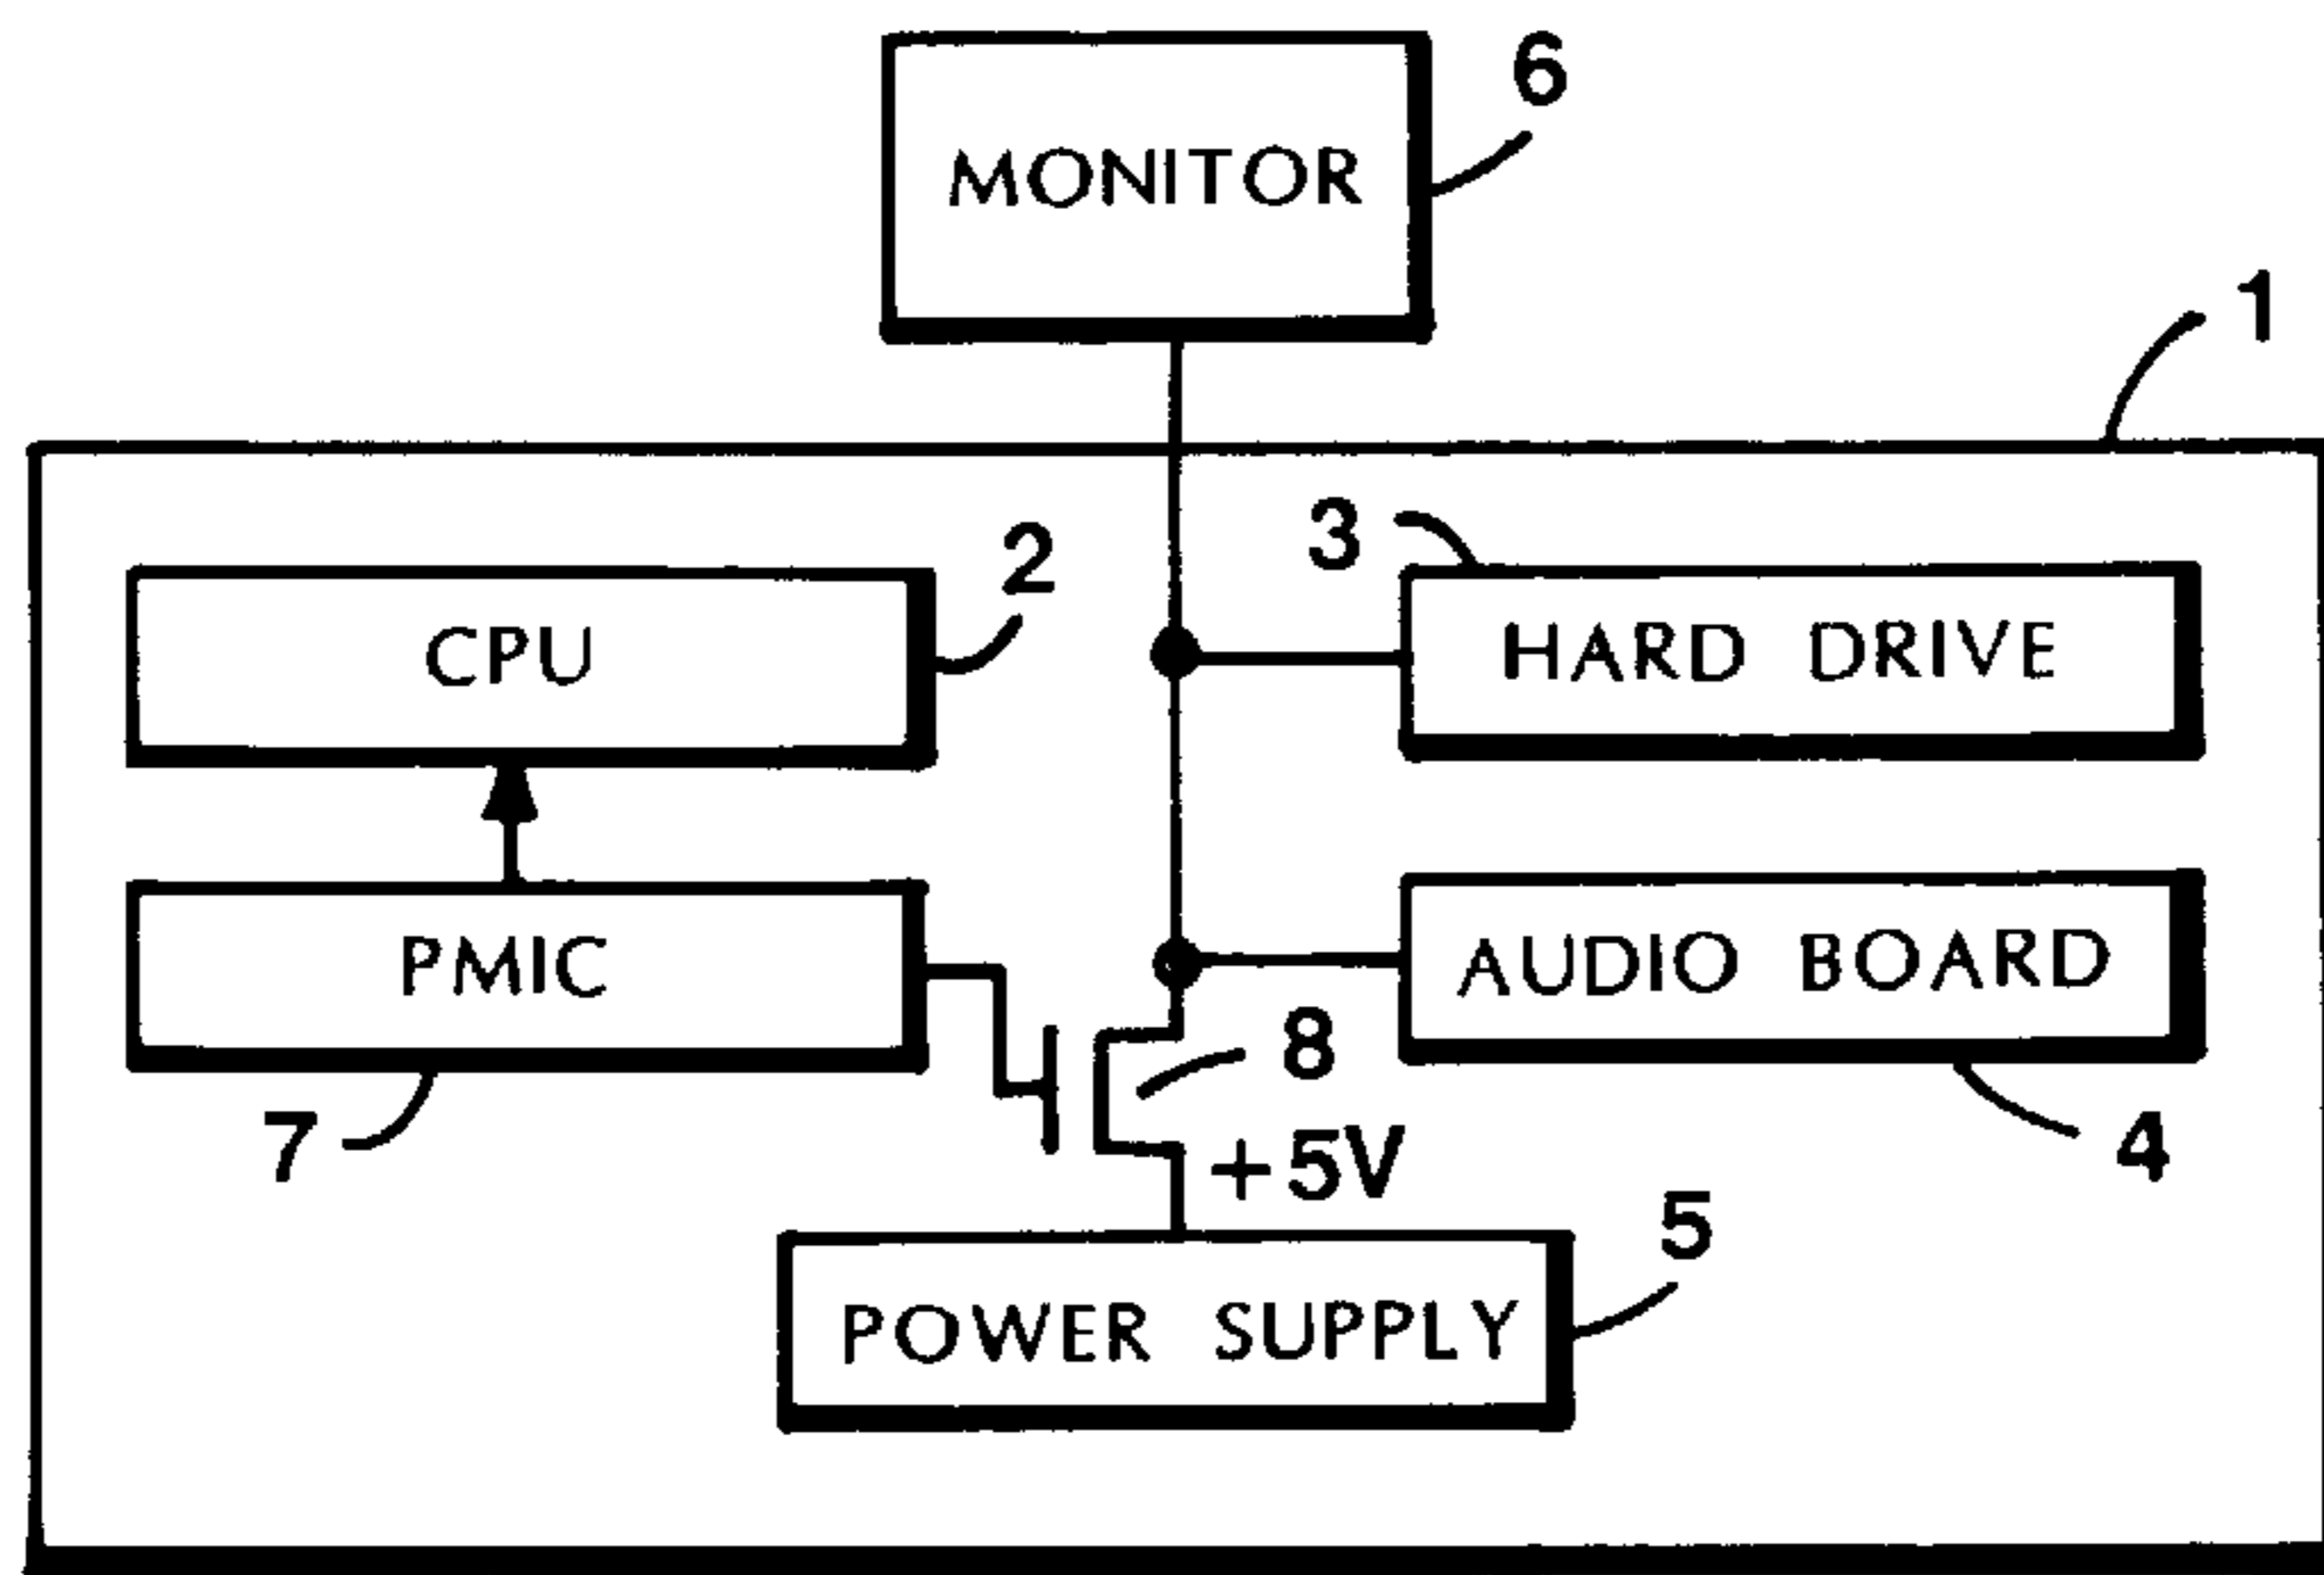 MONITOR
6
1
2
3
CPU
HARD DRIVE
PMIC
AUDIO BOARD
8
7
+5V
4
5
POWER SUPPLY